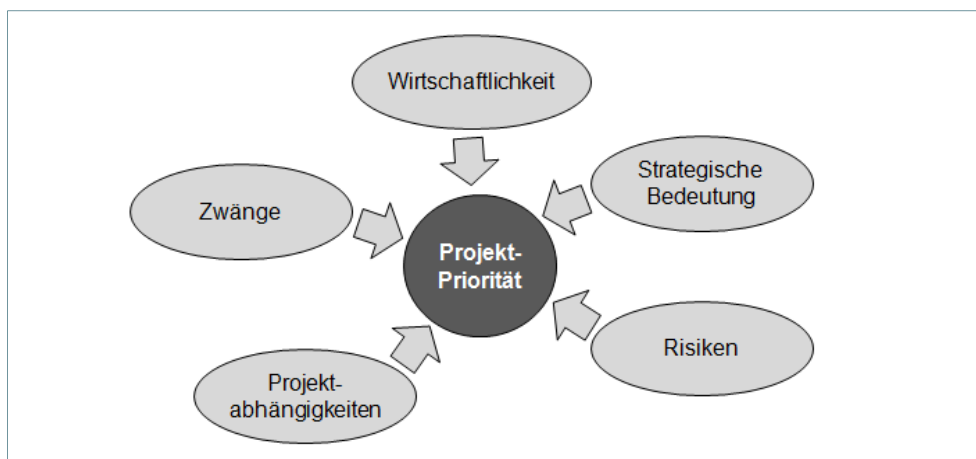 Wirtschaftlichkeit
Strategische
Bedeutung
Zwänge
Projekt-
Priorität
Risiken
Projekt-
abhängigkeiten